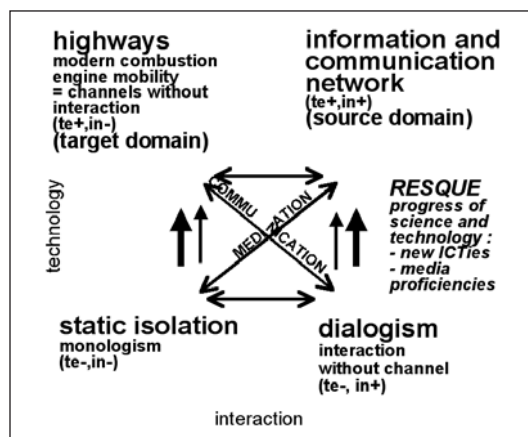 highways
modern combustion
engine mobility
= channels without
interaction
(te+,in-)
(target domain)
information and
communication
network
(te+,in+)
(source domain)
technology
COMMU NICATION
MEDIZATION
RESQUE
progress of
science and
technology :
- new ICTies
- media
proficiencies
static isolation
monologism
(te-,in-)
dialogism
interaction
without channel
(te-, in+)
interaction